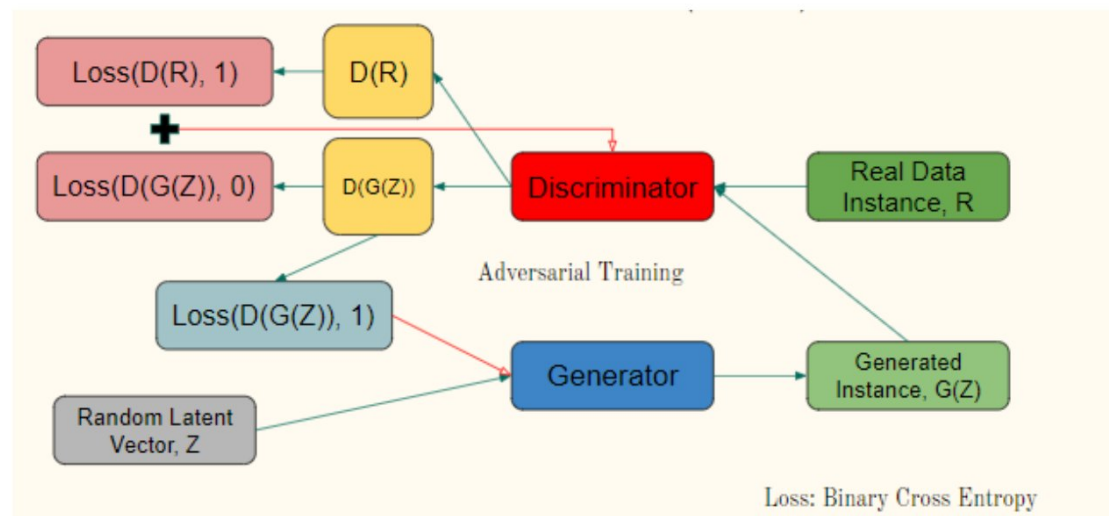 Loss(D(R), 1)
D(R)
Loss(D(G(Z)), 0)
D(G(Z))
Discriminator
Real Data
Instance, R
Adversarial Training
Loss(D(G(Z)), 1)
Generator
Generated
Instance, G(Z)
Random Latent
Vector, Z
Loss: Binary Cross Entropy